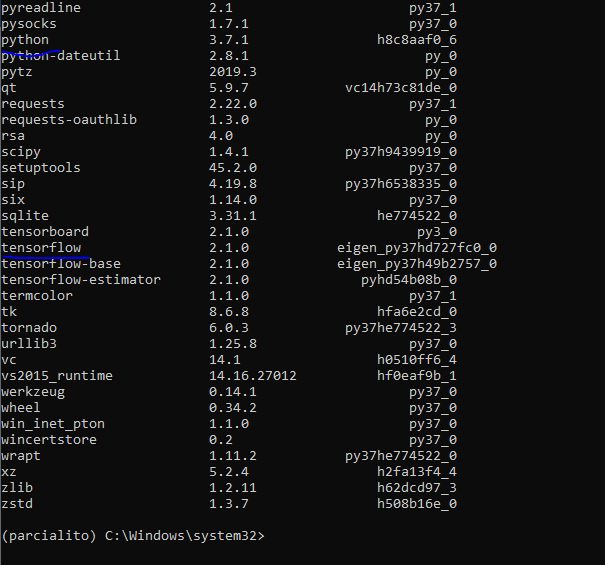 pyreadline 2.1 py37_1
pysocks 1.7.1 py37_0
python 3.7.1 h8c8aaf0_6
python-dateutil 2.8.1 py_0
pytz 2019.3 py_0
qt 5.9.7 vc14h73c81de_0
requests 2.22.0 py37_1
requests-oauthlib 1.3.0 py_0
rsa 4.0 py_0
scipy 1.4.1 py37h9439919_0
setuptools 45.2.0 py37_0
sip 4.19.8 py37h6538335_0
six 1.14.0 py37_0
sqlite 3.31.1 he774522_0
tensorboard 2.1.0 py3_0
tensorflow 2.1.0 eigen_py37hd727fc0_0
tensorflow-base 2.1.0 eigen_py37h49b2757_0
tensorflow-estimator 2.1.0 pyhd54b08b_0
termcolor 1.1.0 py37_1
tk 8.6.8 hfa6e2cd_0
tornado 6.0.3 py37he774522_3
urllib3 1.25.8 py37_0
vc 14.1 h0510ff6_4
vs2015_runtime 14.16.27012 hf0eaf9b_1
werkzeug 0.14.1 py37_0
wheel 0.34.2 py37_0
win_inet_pton 1.1.0 py37_0
wincertstore 0.2 py37_0
wrapt 1.11.2 py37he774522_0
xz 5.2.4 h2fa13f4_4
zlib 1.2.11 h62dcd97_3
zstd 1.3.7 h508b16e_0
(parcialito) C:\Windows\system32>